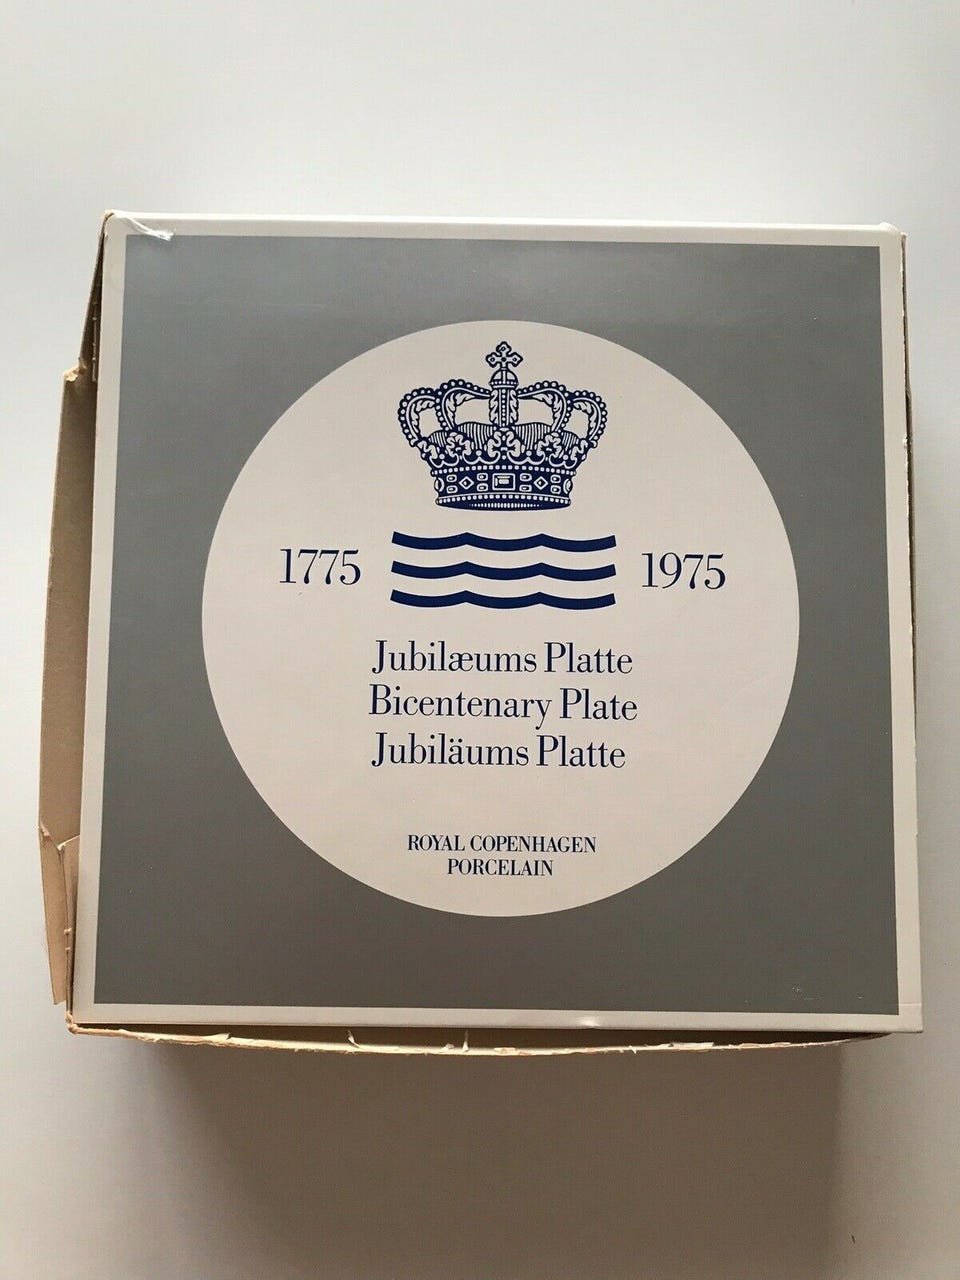 1775 1975
Jubilæums Platte
Bicentenary Plate
Jubiläums Platte
ROYAL COPENHAGEN
PORCELAIN